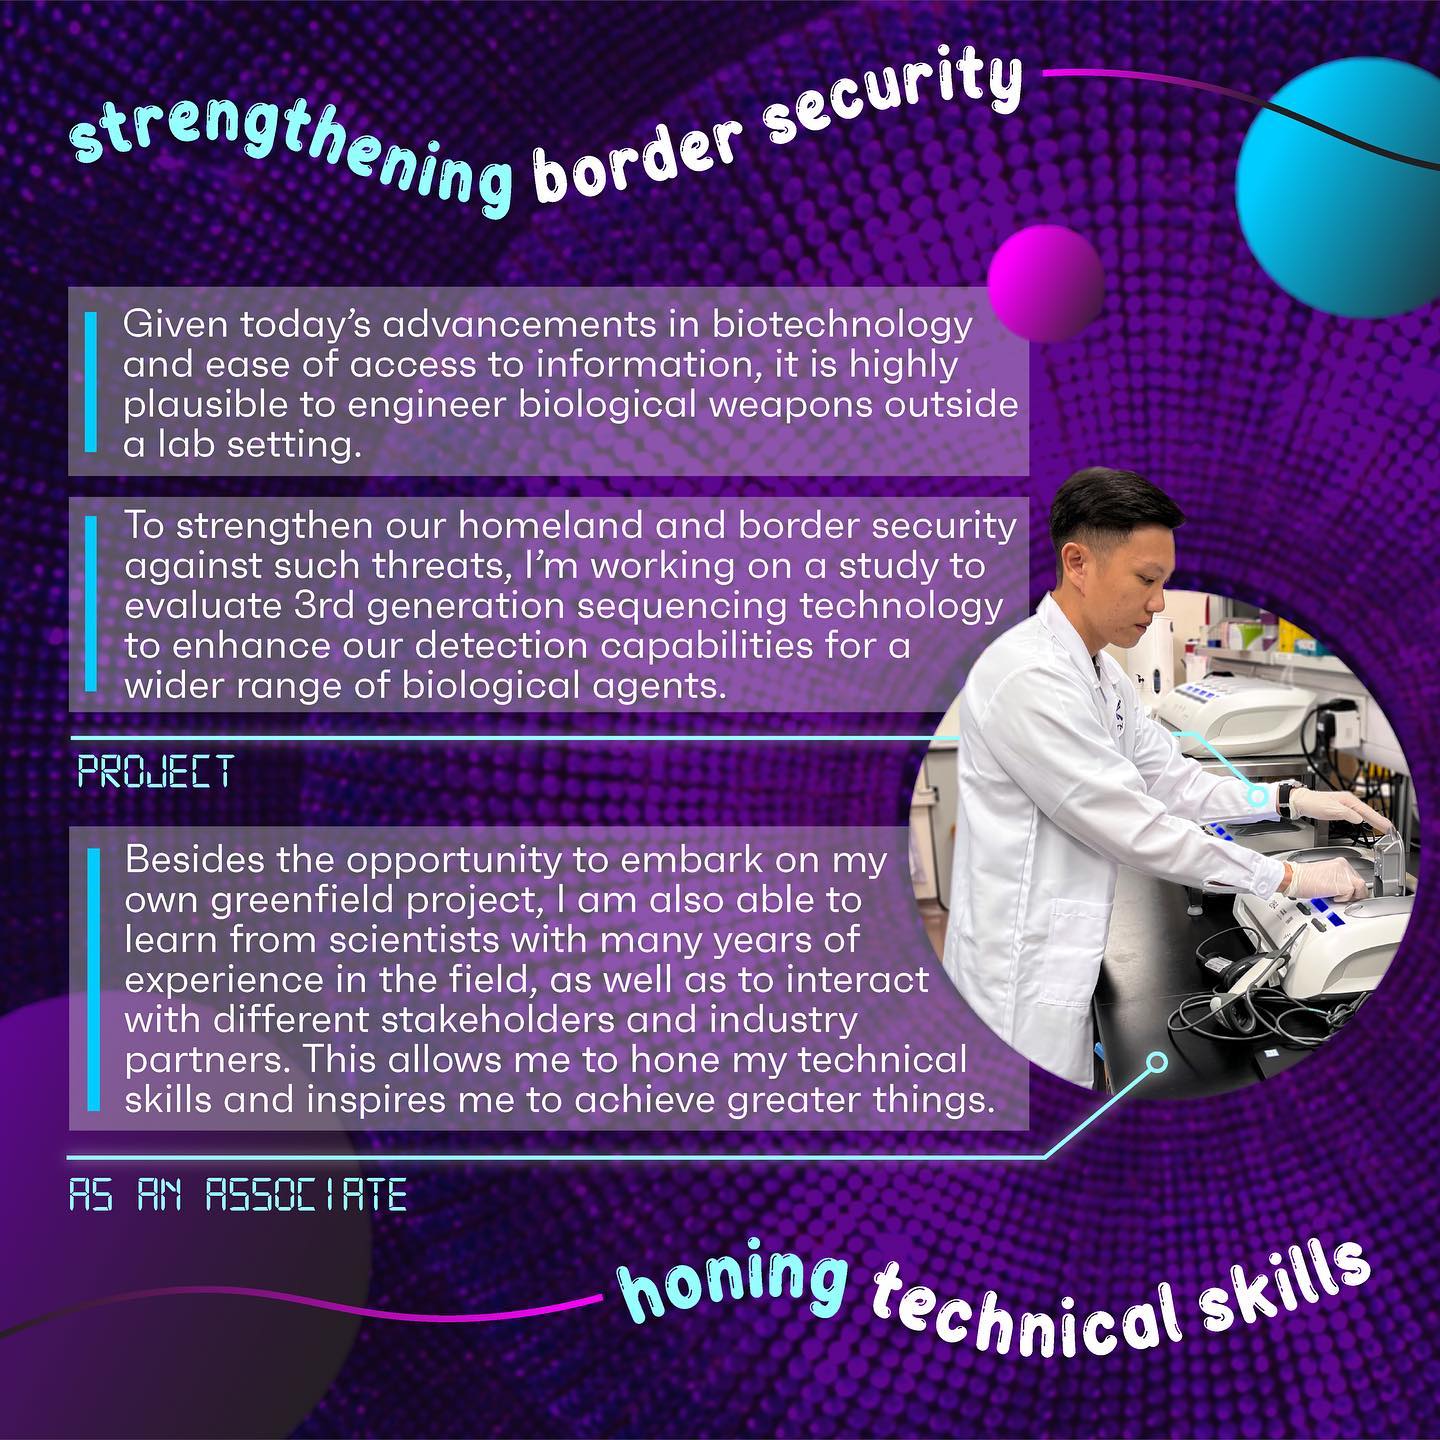 strengthening border security
Given today’s advancements in biotechnology
and ease of access to information, it is highly
plausible to engineer biological weapons outside
a lab setting.
To strengthen our homeland and border security
against such threats, I’m working on a study to
evaluate 3rd generation sequencing technology
to enhance our detection capabilities for a
wider range of biological agents.
PROJECT
Besides the opportunity to embark on my
own greenfield project, I am also able to
learn from scientists with many years of
experience in the field, as well as to interact
with different stakeholders and industry
partners. This allows me to hone my technical
skills and inspires me to achieve greater things.
AS AN ASSOCIATE
honing technical skills